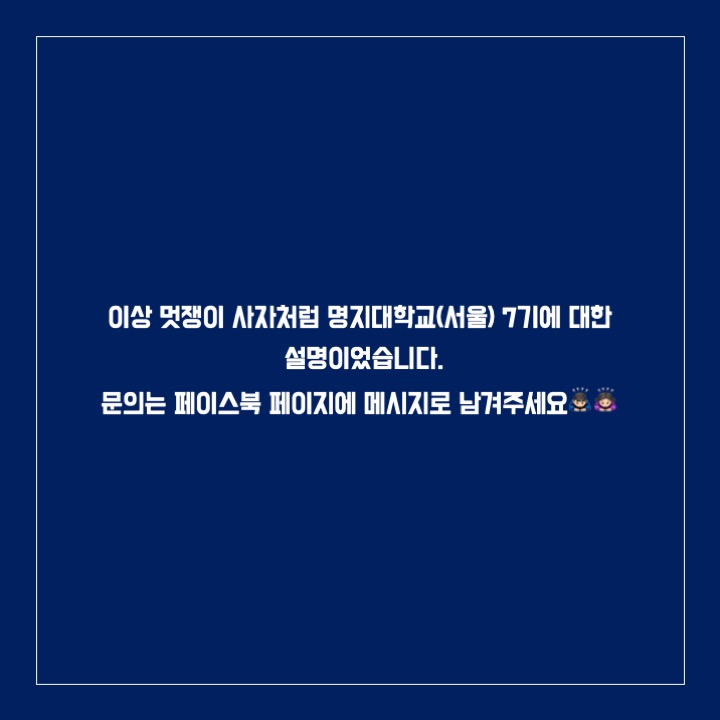 이상 멋쟁이 사자처럼 명지대학교(서울) 7기에 대한
설명이었습니다.
문의는 페이스북 페이지에 메시지로 남겨주세요🙇‍♂️🙇‍♀️